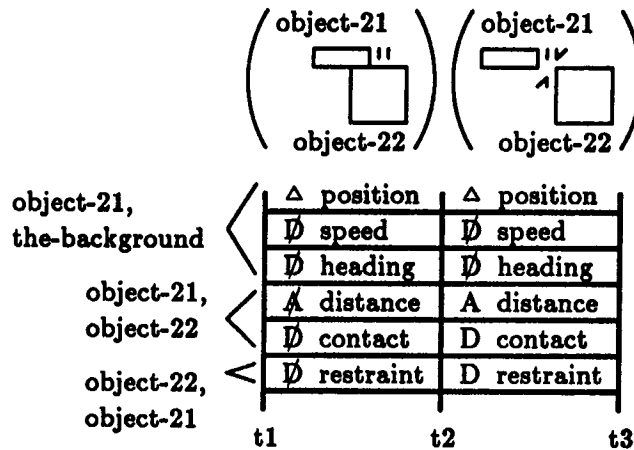 object-21 object-21
object-22 object-22
object-21,
the-background
△ position △ position
D̸ speed D̸ speed
D̸ heading D̸ heading
object-21,
object-22
A̸ distance A distance
D̸ contact D contact
object-22,
object-21
D̸ restraint D restraint
t1 t2 t3